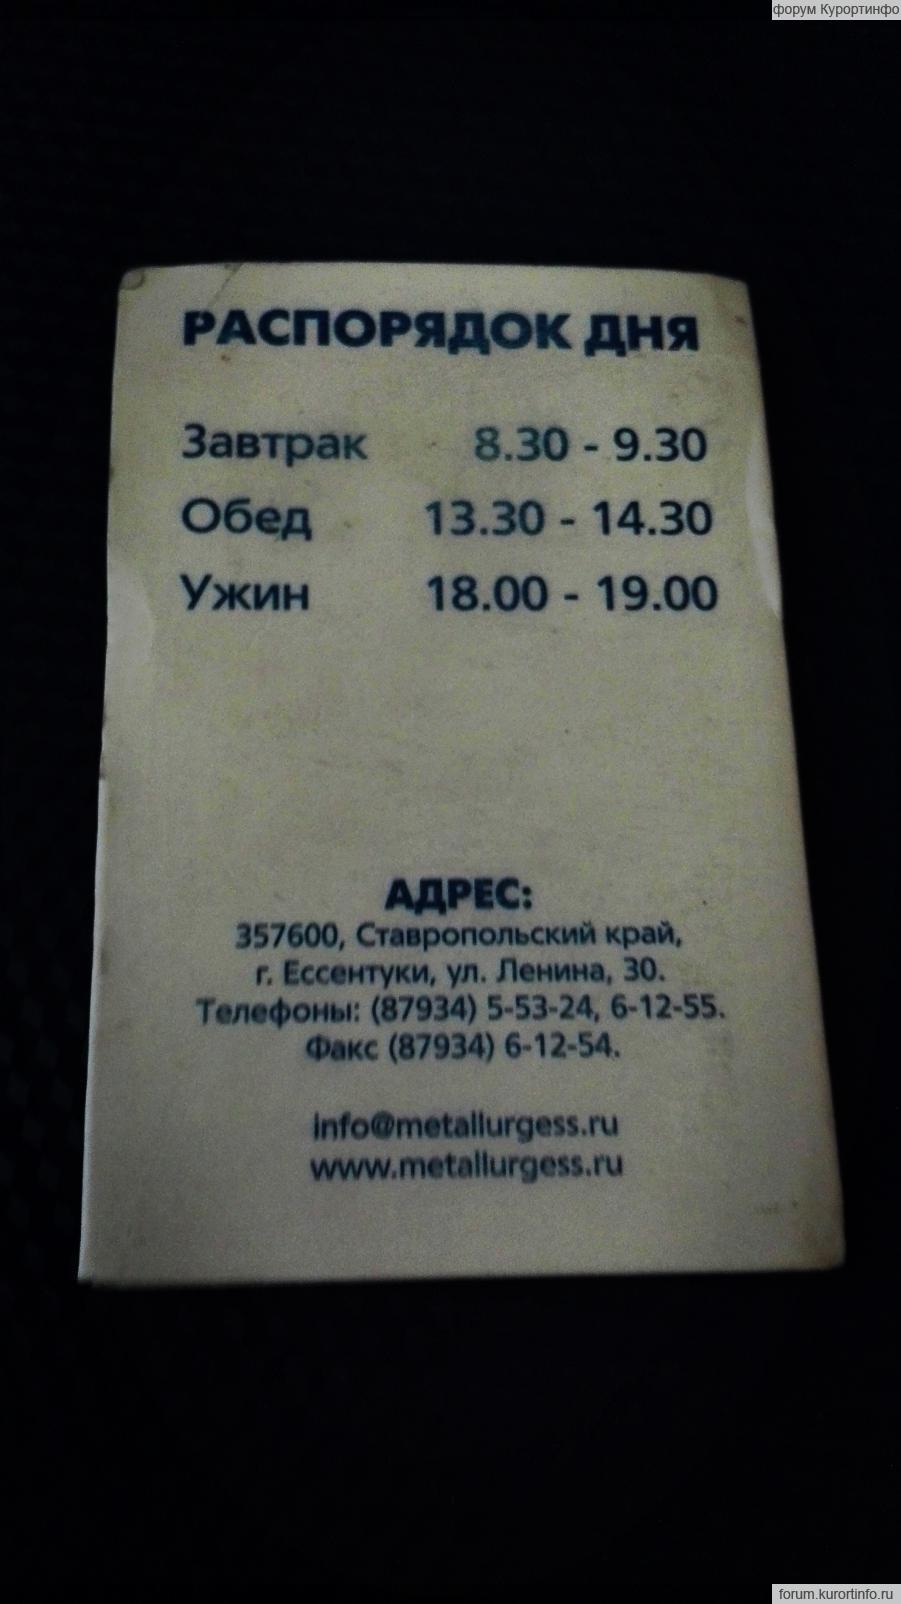 форум Курортинфо
РАСПОРЯДОК ДНЯ
Завтрак 8.30 - 9.30
Обед 13.30 - 14.30
Ужин 18.00 - 19.00
АДРЕС:
357600, Ставропольский край,
г. Ессентуки, ул. Ленина, 30.
Телефоны: (87934) 5-53-24, 6-12-55.
Факс (87934) 6-12-54.
info@metallurgess.ru
www.metallurgess.ru
forum.kurortinfo.ru